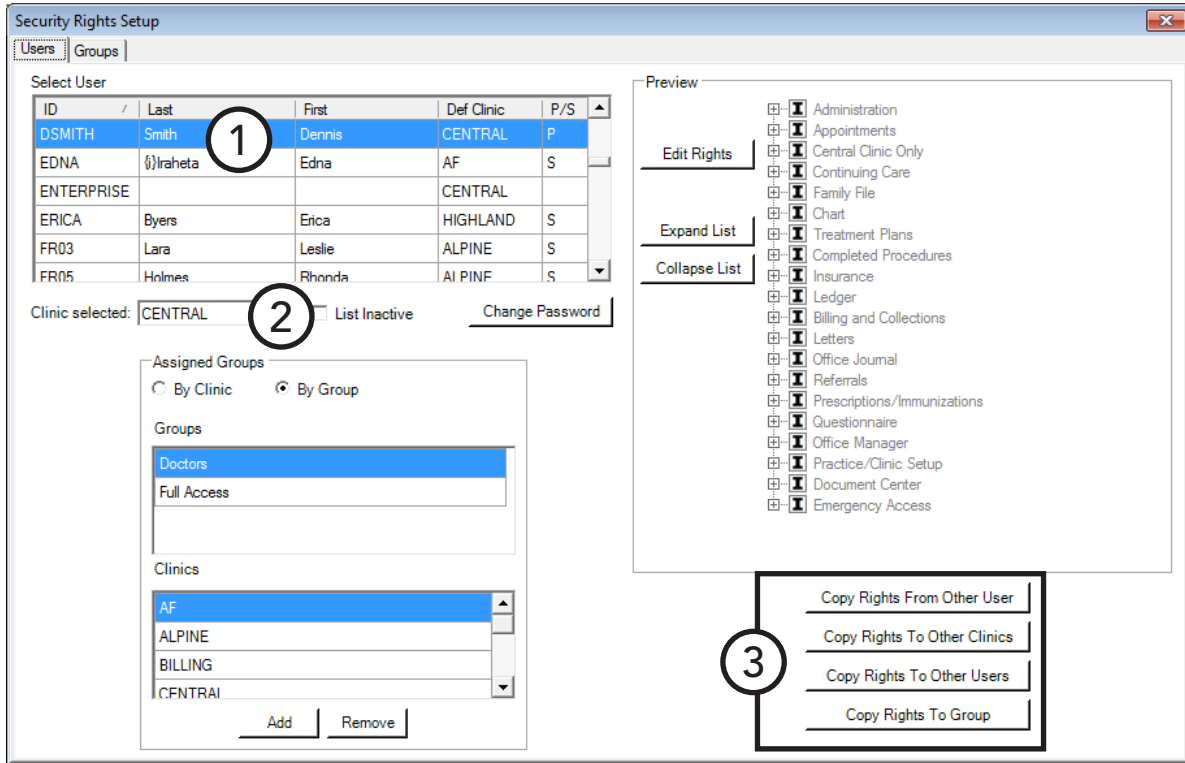 Security Rights Setup
Users Groups
Select User
ID / Last First Def Clinic P/S
DSMITH Smith Dennis CENTRAL P
EDNA {i}Iraheta Edna AF S
ENTERPRISE CENTRAL
ERICA Byers Erica HIGHLAND S
FR03 Lara Leslie ALPINE S
FR05 Holmes Rhonda ALPINE S
1
Clinic selected: CENTRAL List Inactive Change Password
2
Assigned Groups
By Clinic By Group
Groups
Doctors
Full Access
Clinics
AF
ALPINE
BILLING
CENTRAL
Add Remove
Preview
Edit Rights
Expand List
Collapse List
Administration
Appointments
Central Clinic Only
Continuing Care
Family File
Chart
Treatment Plans
Completed Procedures
Insurance
Ledger
Billing and Collections
Letters
Office Journal
Referrals
Prescriptions/Immunizations
Questionnaire
Office Manager
Practice/Clinic Setup
Document Center
Emergency Access
3
Copy Rights From Other User
Copy Rights To Other Clinics
Copy Rights To Other Users
Copy Rights To Group